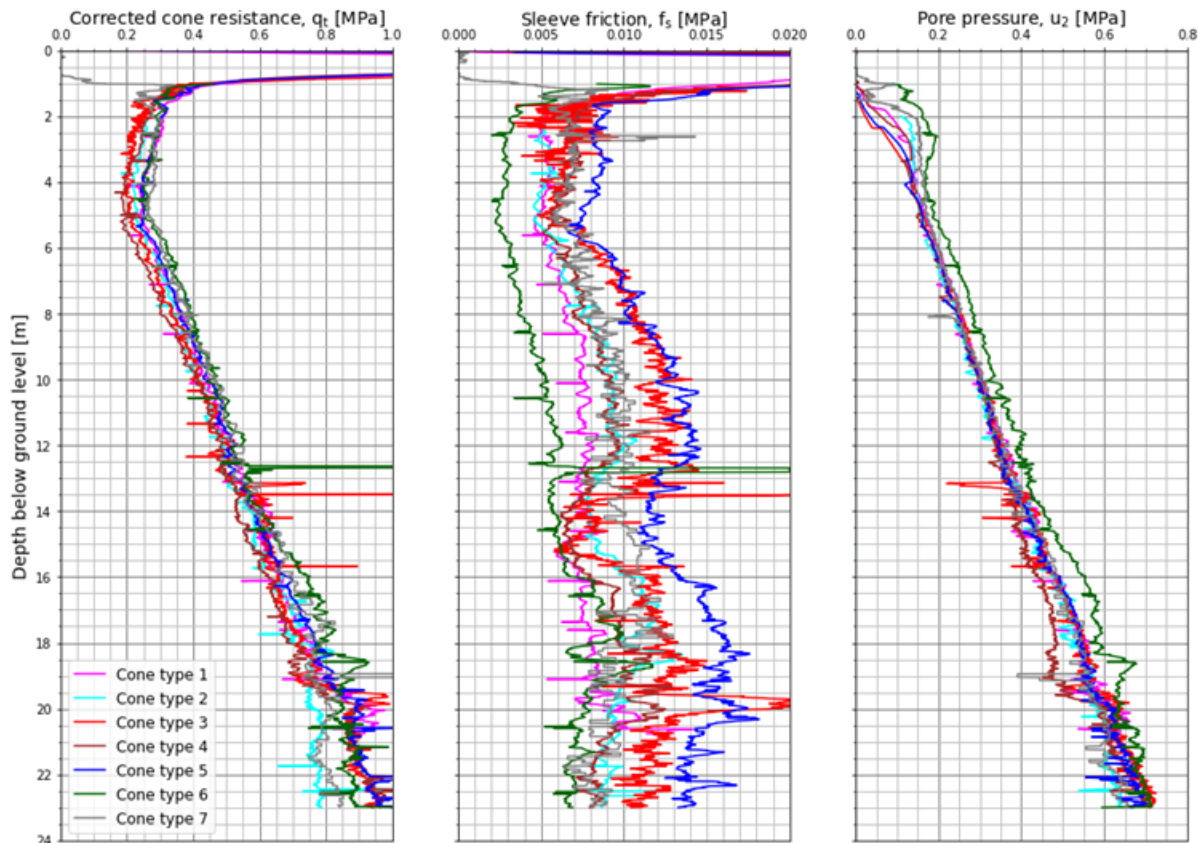 Corrected cone resistance, qt [MPa]
0.0 0.2 0.4 0.6 0.8 1.0
Sleeve friction, fs [MPa]
0.000 0.005 0.010 0.015 0.020
Pore pressure, u2 [MPa]
0.0 0.2 0.4 0.6 0.8
Depth below ground level [m]
0
2
4
6
8
10
12
14
16
18
20
22
24
Cone type 1
Cone type 2
Cone type 3
Cone type 4
Cone type 5
Cone type 6
Cone type 7